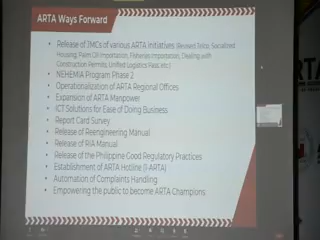 ARTA Ways Forward
• Release of JMCs of various ARTA Initiatives (Revised Telco, Socialized
Housing, Palm Oil Importation, Fisheries Importation, Dealing with
Construction Permits, Unified Logistics Pass, etc.)
• NEHEMIA Program Phase 2
• Operationalization of ARTA Regional Offices
• Expansion of ARTA Manpower
• ICT Solutions for Ease of Doing Business
• Report Card Survey
• Release of Reengineering Manual
• Release of RIA Manual
• Release of the Philippine Good Regulatory Practices
• Establishment of ARTA Hotline (1-ARTA)
• Automation of Complaints Handling
• Empowering the public to become ARTA Champions